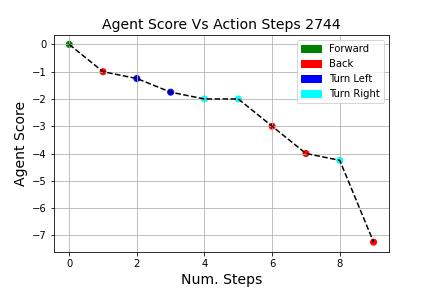 Agent Score Vs Action Steps 2744
Agent Score
0
−1
−2
−3
−4
−5
−6
−7
Forward
Back
Turn Left
Turn Right
0 2 4 6 8
Num. Steps